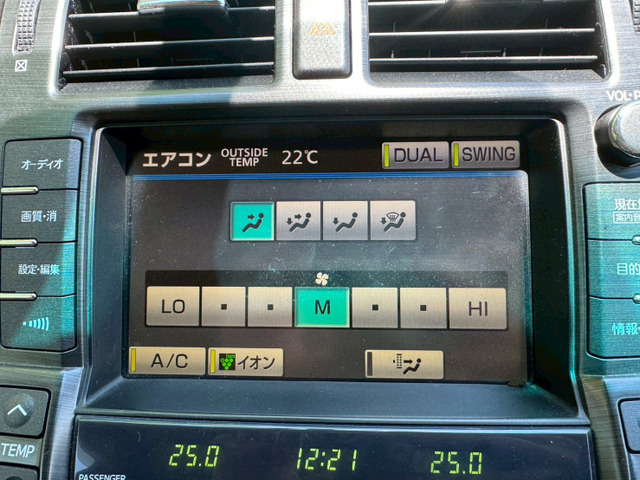 VOL・P
オーディオ
画質・消
設定・編集
エアコン OUTSIDE TEMP 22℃ DUAL SWING
LO M HI
A/C ion イオン
現在
目的
情報・
TEMP
25.0 12:21 25.0
PASSENGER